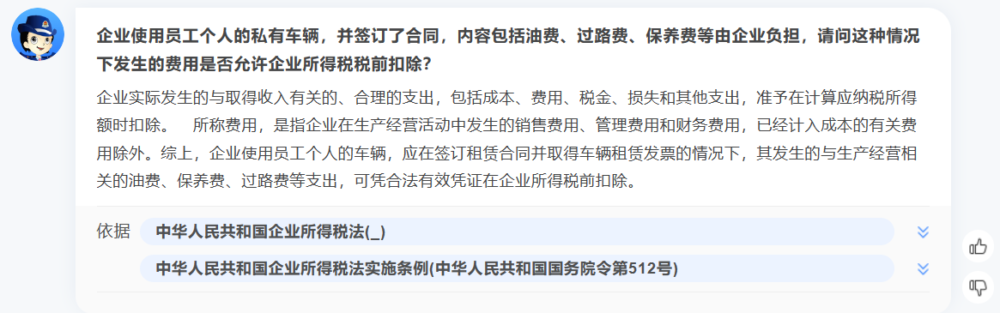 企业使用员工个人的私有车辆，并签订了合同，内容包括油费、过路费、保养费等由企业负担，请问这种情况
下发生的费用是否允许企业所得税税前扣除？
企业实际发生的与取得收入有关的、合理的支出，包括成本、费用、税金、损失和其他支出，准予在计算应纳税所得
额时扣除。 所称费用，是指企业在生产经营活动中发生的销售费用、管理费用和财务费用，已经计入成本的有关费
用除外。综上，企业使用员工个人的车辆，应在签订租赁合同并取得车辆租赁发票的情况下，其发生的与生产经营相
关的油费、保养费、过路费等支出，可凭合法有效凭证在企业所得税前扣除。
依据 中华人民共和国企业所得税法(_)
中华人民共和国企业所得税法实施条例(中华人民共和国国务院令第512号)